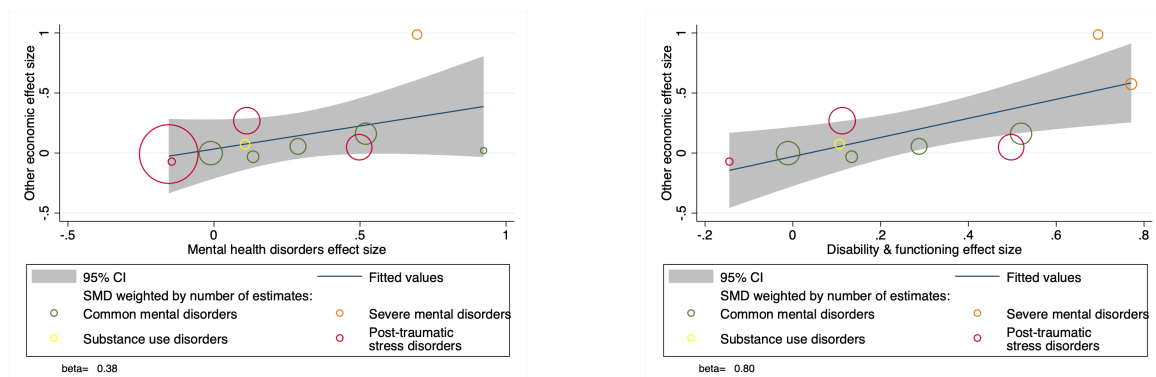 Other economic effect size
1
.5
0
-.5
-.5
0
.5
1
Mental health disorders effect size
95% CI
Fitted values
SMD weighted by number of estimates:
Common mental disorders
Severe mental disorders
Substance use disorders
Post-traumatic
stress disorders
beta= 0.38
Other economic effect size
1
.5
0
-.5
-.2
0
.2
.4
.6
.8
Disability & functioning effect size
95% CI
Fitted values
SMD weighted by number of estimates:
Common mental disorders
Severe mental disorders
Substance use disorders
Post-traumatic
stress disorders
beta= 0.80